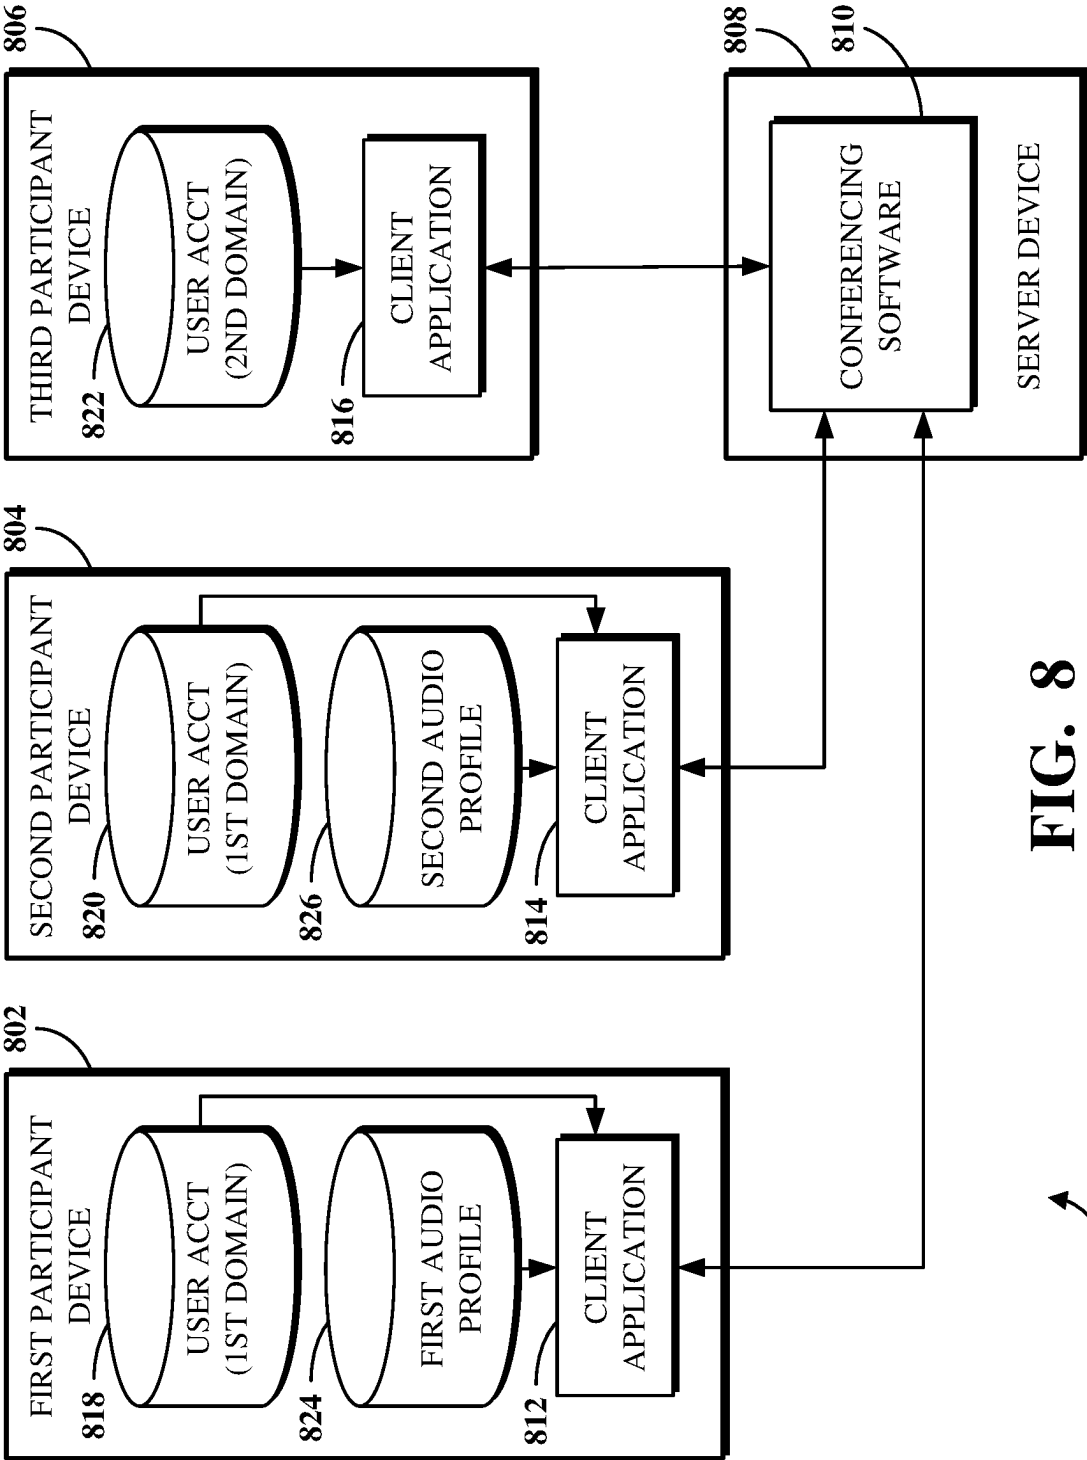 802
FIRST PARTICIPANT
DEVICE
818
USER ACCT
(1ST DOMAIN)
824
FIRST AUDIO
PROFILE
812
CLIENT
APPLICATION
804
SECOND PARTICIPANT
DEVICE
820
USER ACCT
(1ST DOMAIN)
826
SECOND AUDIO
PROFILE
814
CLIENT
APPLICATION
806
THIRD PARTICIPANT
DEVICE
822
USER ACCT
(2ND DOMAIN)
816
CLIENT
APPLICATION
808
810
CONFERENCING
SOFTWARE
SERVER DEVICE
FIG. 8